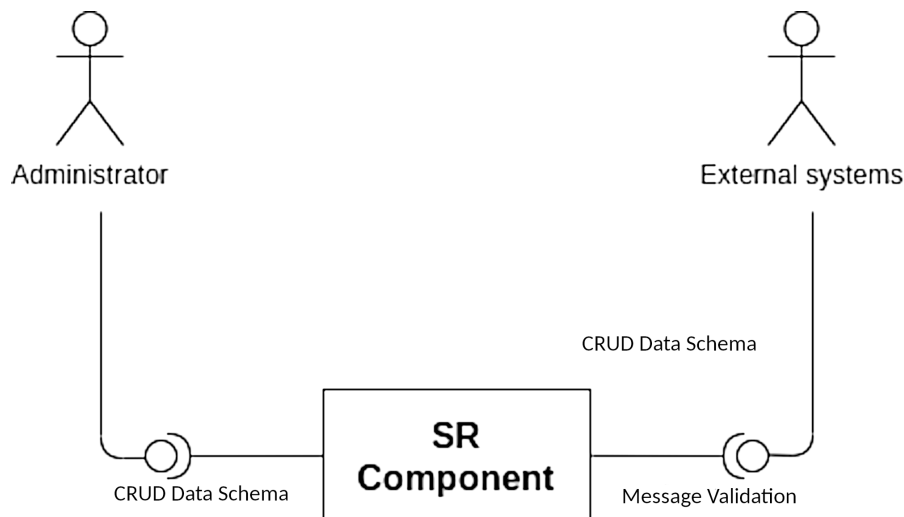 Administrator
External systems
CRUD Data Schema
SR
Component
CRUD Data Schema
Message Validation